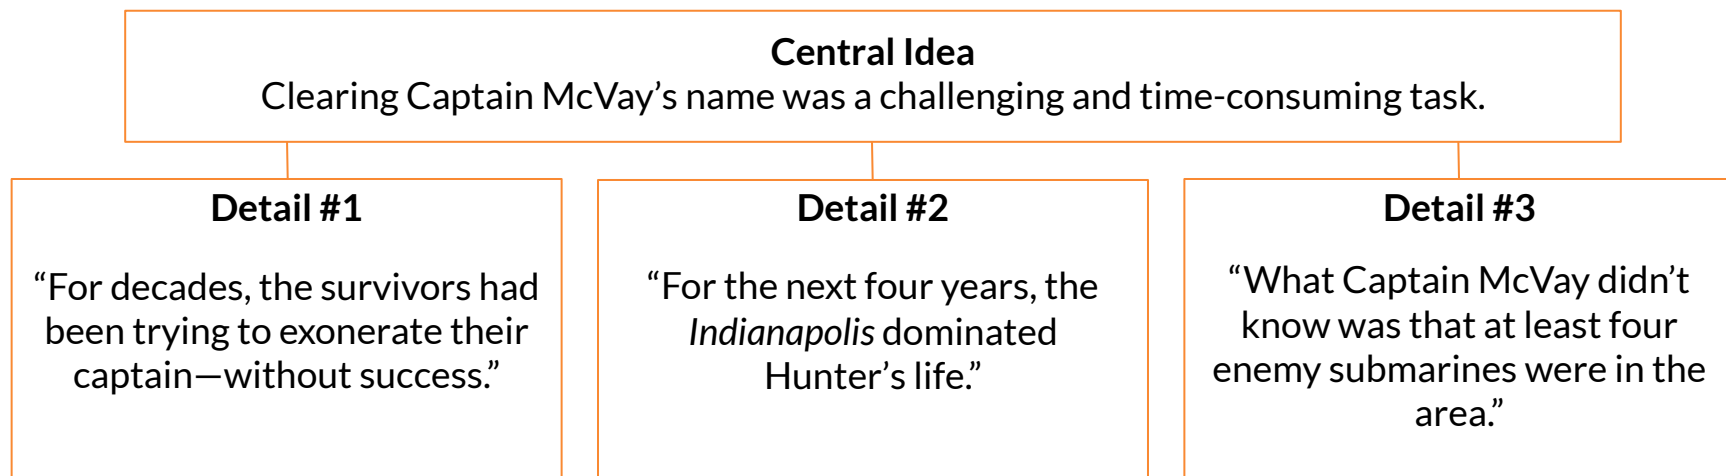 Central Idea
Clearing Captain McVay’s name was a challenging and time-consuming task.
Detail #1
“For decades, the survivors had
been trying to exonerate their
captain—without success.”
Detail #2
“For the next four years, the
Indianapolis dominated
Hunter’s life.”
Detail #3
“What Captain McVay didn’t
know was that at least four
enemy submarines were in the
area.”